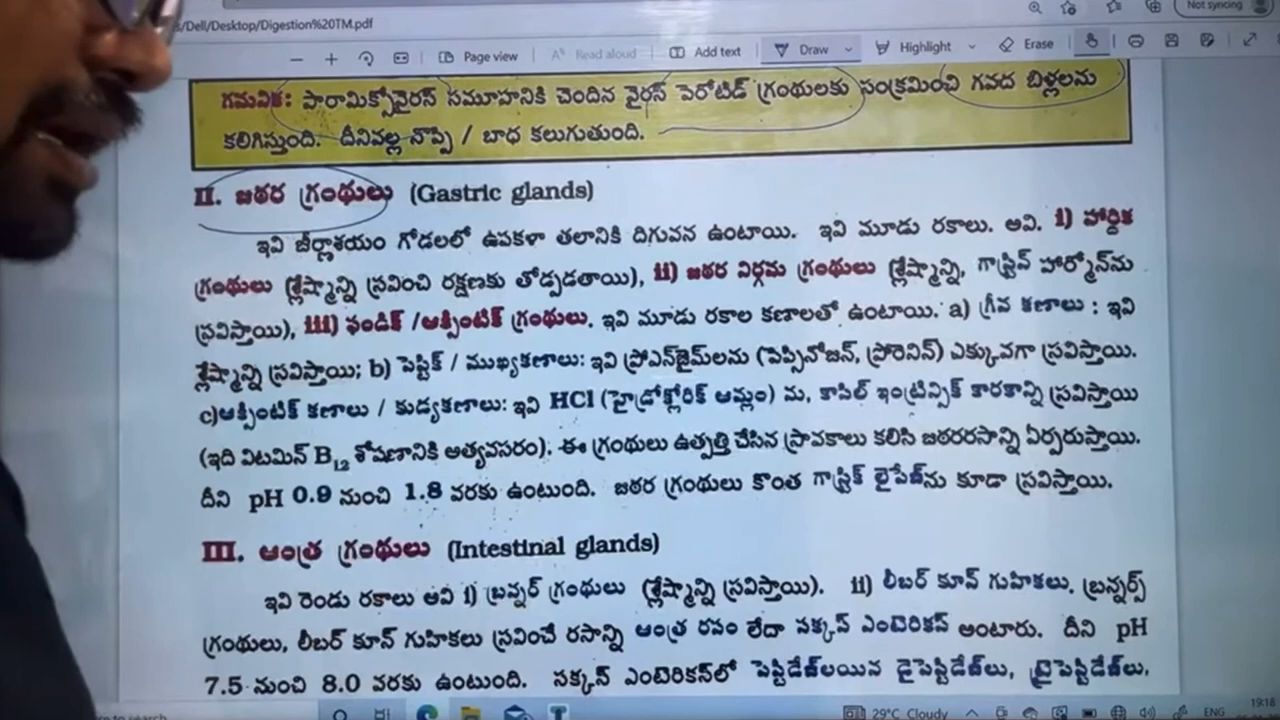 s/Dell/Desktop/Digestion%20TM.pdf
Not syncing
Page view Read aloud Add text Draw Highlight Erase
గమనిక: పారామిక్సోవైరస్ సమూహానికి చెందిన వైరస్ పెరోటిడ్ గ్రంథులకు సంక్రమించి గవద బిళ్లలను
కలిగిస్తుంది. దీనివల్ల నొప్పి / బాధ కలుగుతుంది.
II. జఠర గ్రంథులు (Gastric glands)
ఇవి జీర్ణాశయం గోడలలో ఉపకళా తలానికి దిగువన ఉంటాయి. ఇవి మూడు రకాలు. అవి. i) హార్దిక
గ్రంథులు (శ్లేష్మాన్ని స్రవించి రక్షణకు తోడ్పడతాయి), ii) జఠర నిర్గమ గ్రంథులు (శ్లేష్మాన్ని, గాస్ట్రిన్ హార్మోన్‌ను
స్రవిస్తాయి), iii) ఫండిక్ /ఆక్సింటిక్ గ్రంథులు. ఇవి మూడు రకాల కణాలతో ఉంటాయి. a) గ్రీవ కణాలు : ఇవి
శ్లేష్మాన్ని స్రవిస్తాయి; b) పెప్టిక్ / ముఖ్యకణాలు: ఇవి ప్రోఎన్‌జైమ్‌లను (పెప్సినోజన్, ప్రోరెనిన్) ఎక్కువగా స్రవిస్తాయి.
c)ఆక్సింటిక్ కణాలు / కుడ్యకణాలు: ఇవి HCl (హైడ్రోక్లోరిక్ ఆమ్లం) ను, కాసిల్ ఇంట్రిన్సిక్ కారకాన్ని స్రవిస్తాయి
(ఇది విటమిన్ B12 శోషణానికి అత్యవసరం). ఈ గ్రంథులు ఉత్పత్తి చేసిన స్రావకాలు కలిసి జఠరరసాన్ని ఏర్పరుస్తాయి.
దీని pH 0.9 నుంచి 1.8 వరకు ఉంటుంది. జఠర గ్రంథులు కొంత గాస్ట్రిక్ లైపేజ్‌ను కూడా స్రవిస్తాయి.
III. ఆంత్ర గ్రంథులు (Intestinal glands)
ఇవి రెండు రకాలు అవి i) బ్రన్నర్ గ్రంథులు (శ్లేష్మాన్ని స్రవిస్తాయి). ii) లీబర్ కూన్ గుహికలు. బ్రన్నర్స్
గ్రంథులు, లీబర్ కూన్ గుహికలు స్రవించే రసాన్ని ఆంత్ర రసం లేదా సక్కస్ ఎంటెరికస్ అంటారు. దీని pH
7.5 నుంచి 8.0 వరకు ఉంటుంది. సక్కస్ ఎంటెరికస్‌లో పెప్టిడేజ్‌లయిన డైపెప్టిడేజ్‌లు, ట్రైపెప్టిడేజ్‌లు.
29°C Cloudy ENG 19:18